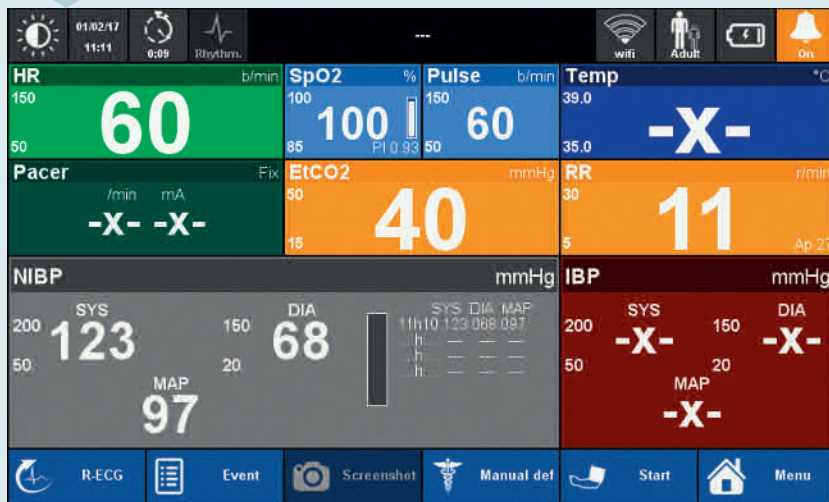 01/02/17
11:11
0:09
Rhythm.
---
wifi
Adult
On
HR b/min
150
60
50
SpO2 %
100
100
85
PI 0.93
Pulse b/min
150
60
50
Temp °C
39.0
-X-
35.0
Pacer Fix
/min mA
-X- -X-
EtCO2 mmHg
50
40
15
RR r/min
30
11
5
Ap 27
NIBP mmHg
SYS
200
123
50
DIA
150
68
20
MAP
97
SYS DIA MAP
11h10 123 068 097
...h... --- --- ---
...h... --- --- ---
...h... --- --- ---
IBP mmHg
SYS
200
-X-
50
DIA
150
-X-
20
MAP
-X-
R-ECG
Event
Screenshot
Manual def
Start
Menu